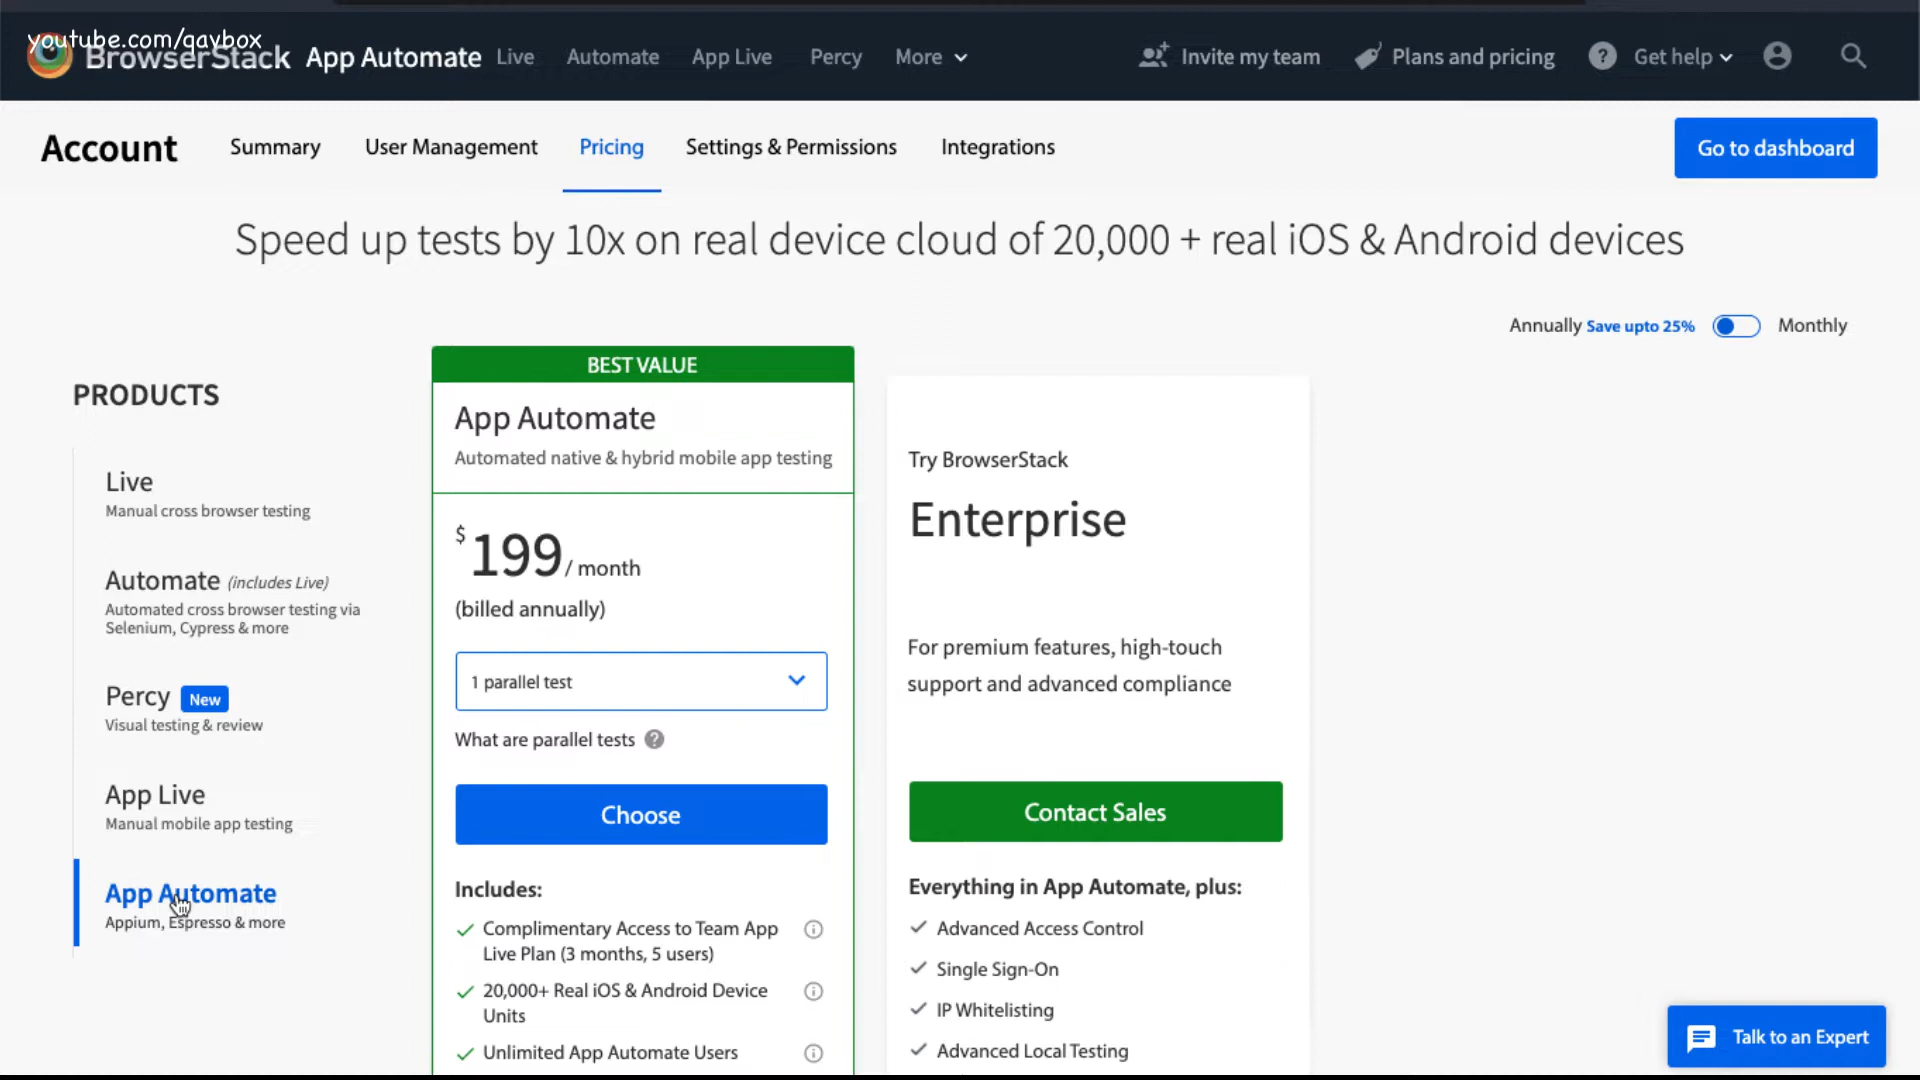 youtube.com/qavbox
BrowserStack App Automate Live Automate App Live Percy More Invite my team Plans and pricing ? Get help
Account Summary User Management Pricing Settings & Permissions Integrations Go to dashboard
Speed up tests by 10x on real device cloud of 20,000 + real iOS & Android devices
Annually Save upto 25% Monthly
PRODUCTS
Live
Manual cross browser testing
Automate (includes Live)
Automated cross browser testing via
Selenium, Cypress & more
Percy New
Visual testing & review
App Live
Manual mobile app testing
App Automate
Appium, Espresso & more
BEST VALUE
App Automate
Automated native & hybrid mobile app testing
$ 199 / month
(billed annually)
1 parallel test
What are parallel tests ?
Choose
Includes:
Complimentary Access to Team App
Live Plan (3 months, 5 users)
20,000+ Real iOS & Android Device
Units
Unlimited App Automate Users
Try BrowserStack
Enterprise
For premium features, high-touch
support and advanced compliance
Contact Sales
Everything in App Automate, plus:
Advanced Access Control
Single Sign-On
IP Whitelisting
Advanced Local Testing
Talk to an Expert